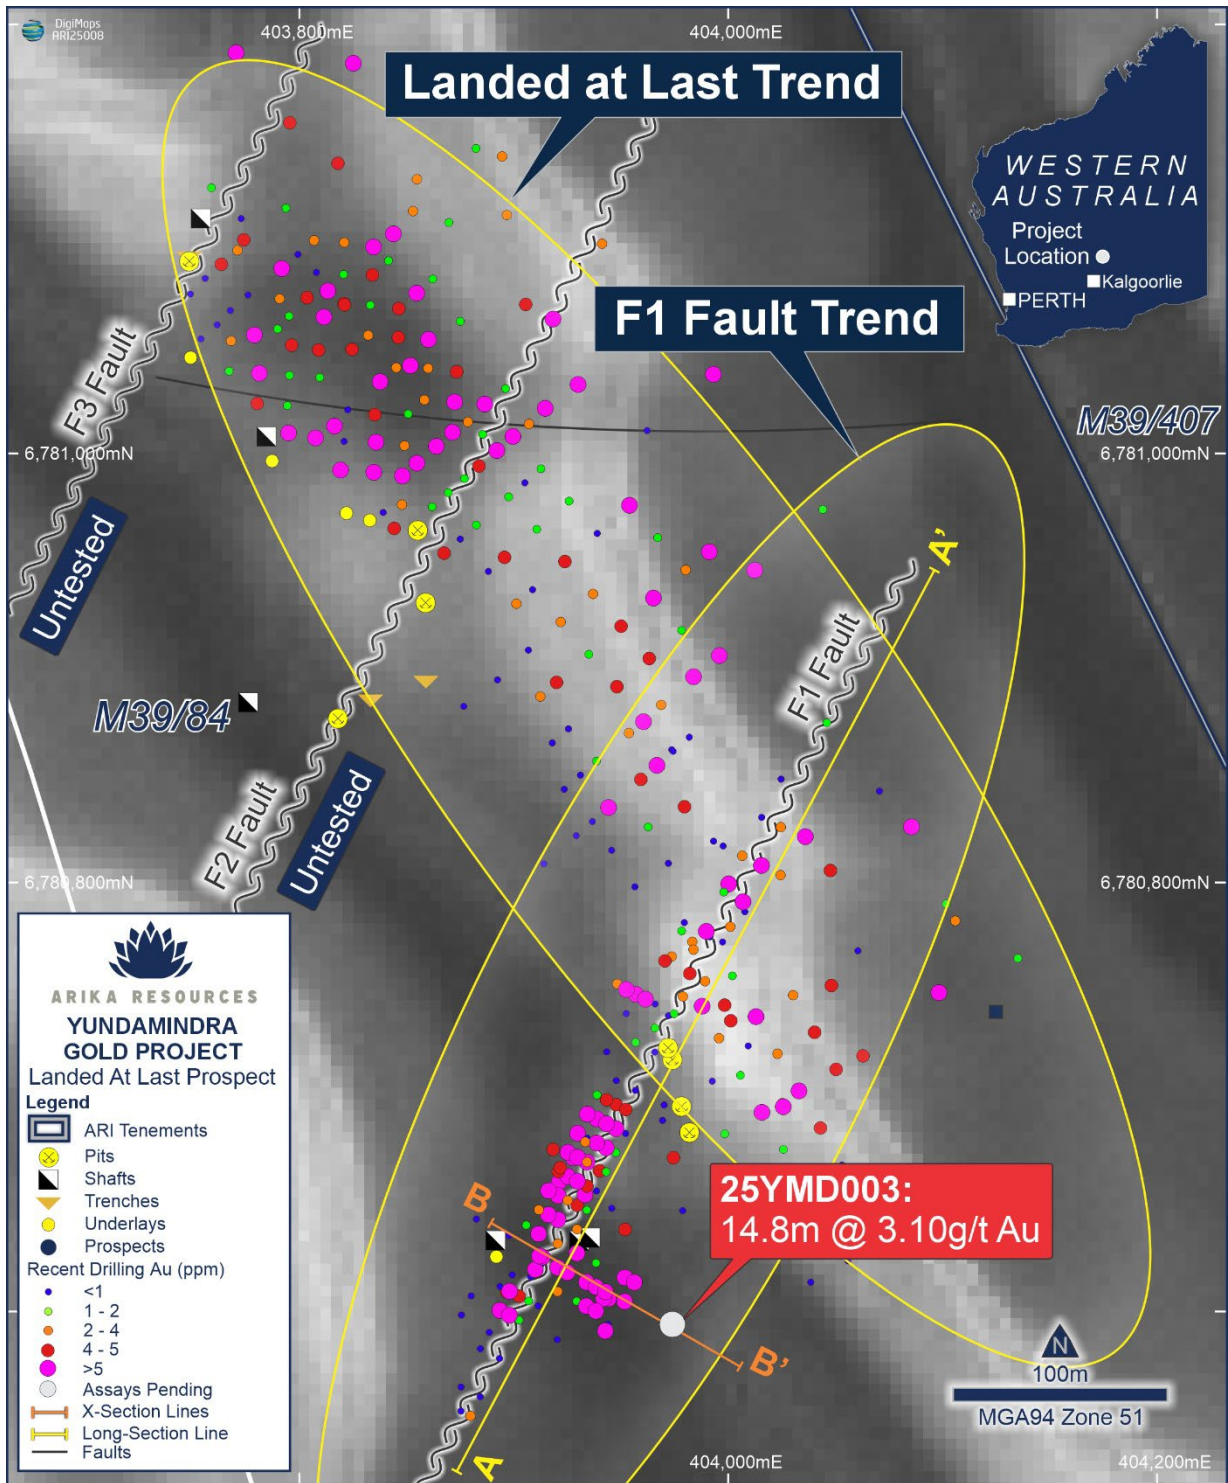 DigiMaps
ARI25008
403,800mE
404,000mE
Landed at Last Trend
WESTERN
AUSTRALIA
Project
Location
Kalgoorlie
PERTH
F1 Fault Trend
F3 Fault
M39/407
6,781,000mN
6,781,000mN
A'
Untested
F1 Fault
M39/84
F2 Fault
Untested
6,780,800mN
6,780,800mN
ARIKA RESOURCES
YUNDAMINDRA
GOLD PROJECT
Landed At Last Prospect
Legend
ARI Tenements
Pits
Shafts
Trenches
Underlays
Prospects
Recent Drilling Au (ppm)
<1
1 - 2
2 - 4
4 - 5
>5
Assays Pending
X-Section Lines
Long-Section Line
Faults
B
25YMD003:
14.8m @ 3.10g/t Au
B'
N
100m
MGA94 Zone 51
A
404,000mE
404,200mE